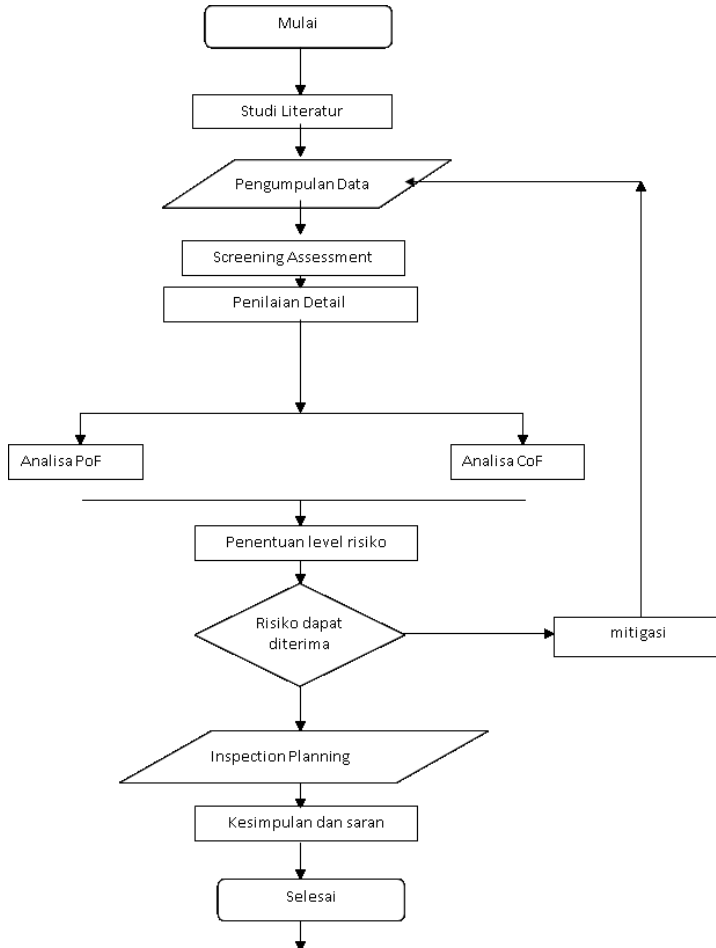 Mulai
Studi Literatur
Pengumpulan Data
Screening Assessment
Penilaian Detail
Analisa PoF
Analisa CoF
Penentuan level risiko
Risiko dapat
diterima
mitigasi
Inspection Planning
Kesimpulan dan saran
Selesai